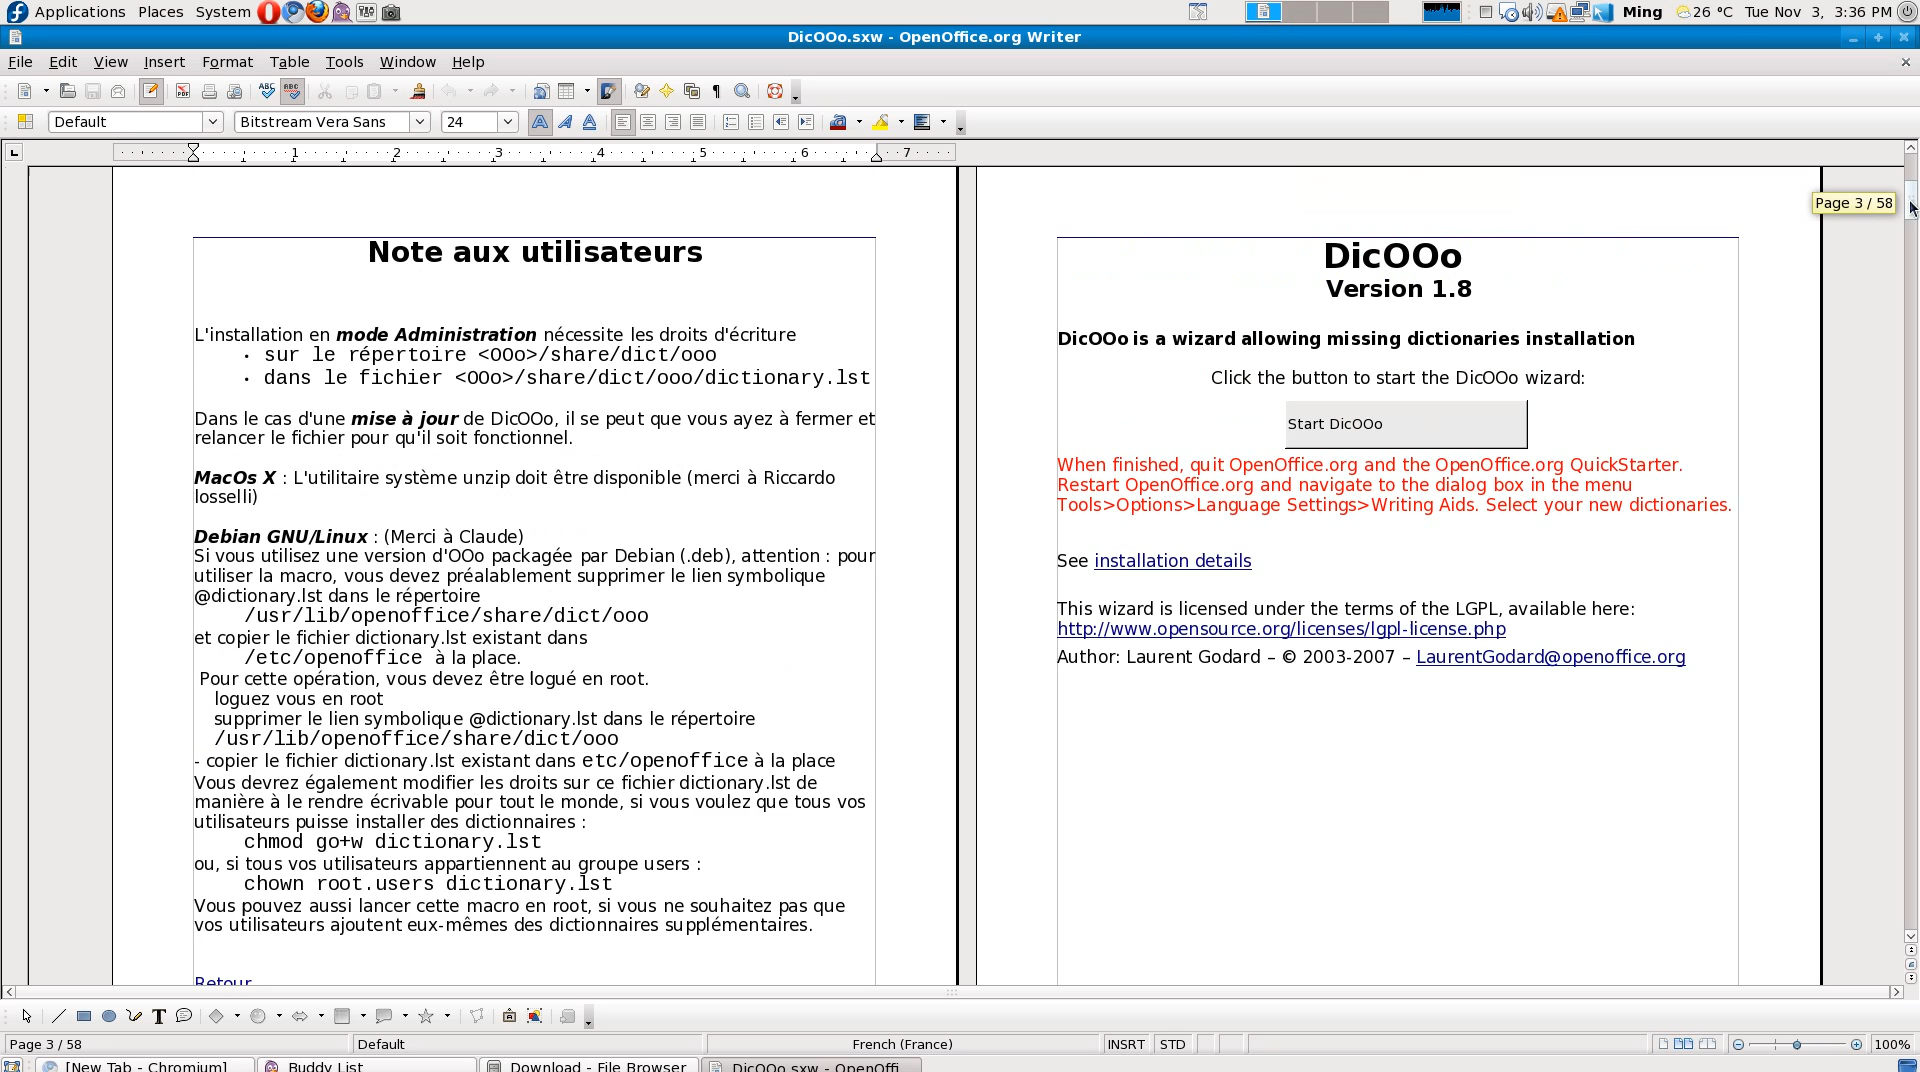 Applications Places System Ming 26 °C Tue Nov 3, 3:36 PM
DicOOo.sxw - OpenOffice.org Writer
File Edit View Insert Format Table Tools Window Help
Default Bitstream Vera Sans 24
1 2 3 4 5 6 7
Page 3 / 58
Note aux utilisateurs
L'installation en mode Administration nécessite les droits d'écriture
• sur le répertoire <OOo>/share/dict/ooo
• dans le fichier <OOo>/share/dict/ooo/dictionary.lst
Dans le cas d'une mise à jour de DicOOo, il se peut que vous ayez à fermer et
relancer le fichier pour qu'il soit fonctionnel.
MacOs X : L'utilitaire système unzip doit être disponible (merci à Riccardo
losselli)
Debian GNU/Linux : (Merci à Claude)
Si vous utilisez une version d'OOo packagée par Debian (.deb), attention : pour
utiliser la macro, vous devez préalablement supprimer le lien symbolique
@dictionary.lst dans le répertoire
/usr/lib/openoffice/share/dict/ooo
et copier le fichier dictionary.lst existant dans
/etc/openoffice à la place.
Pour cette opération, vous devez être logué en root.
loguez vous en root
supprimer le lien symbolique @dictionary.lst dans le répertoire
/usr/lib/openoffice/share/dict/ooo
- copier le fichier dictionary.lst existant dans etc/openoffice à la place
Vous devrez également modifier les droits sur ce fichier dictionary.lst de
manière à le rendre écrivable pour tout le monde, si vous voulez que tous vos
utilisateurs puisse installer des dictionnaires :
chmod go+w dictionary.lst
ou, si tous vos utilisateurs appartiennent au groupe users :
chown root.users dictionary.lst
Vous pouvez aussi lancer cette macro en root, si vous ne souhaitez pas que
vos utilisateurs ajoutent eux-mêmes des dictionnaires supplémentaires.
Retour
DicOOo
Version 1.8
DicOOo is a wizard allowing missing dictionaries installation
Click the button to start the DicOOo wizard:
Start DicOOo
When finished, quit OpenOffice.org and the OpenOffice.org QuickStarter.
Restart OpenOffice.org and navigate to the dialog box in the menu
Tools>Options>Language Settings>Writing Aids. Select your new dictionaries.
See installation details
This wizard is licensed under the terms of the LGPL, available here:
http://www.opensource.org/licenses/lgpl-license.php
Author: Laurent Godard – © 2003-2007 – LaurentGodard@openoffice.org
Page 3 / 58 Default French (France) INSRT STD 100%
[New Tab - Chromium] Buddy List Download - File Browser DicOOo.sxw - OpenOffi